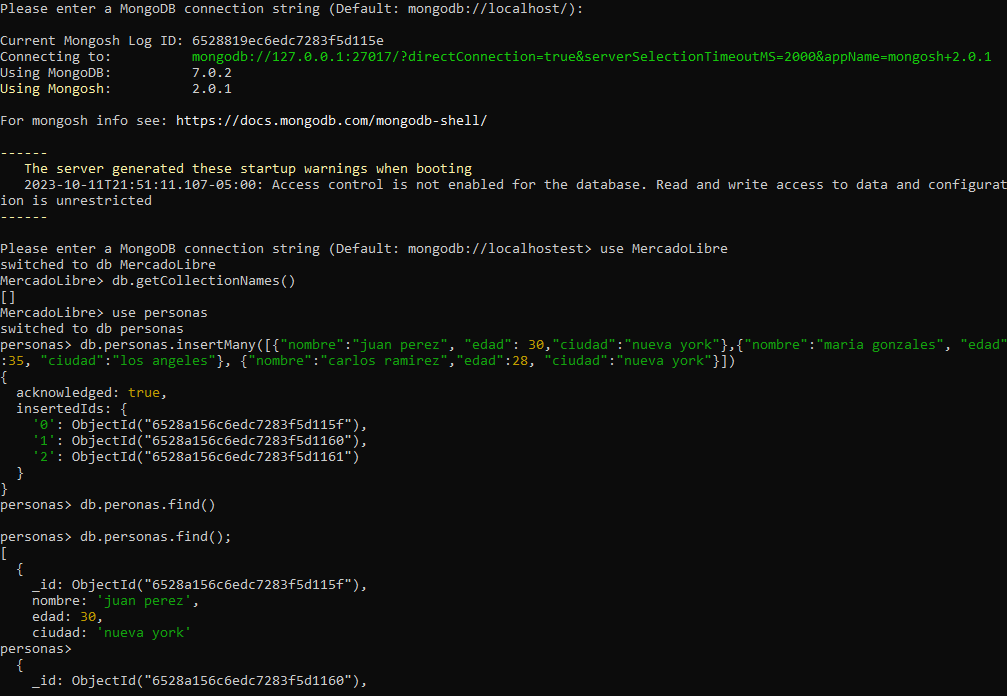 Please enter a MongoDB connection string (Default: mongodb://localhost/):
Current Mongosh Log ID: 6528819ec6edc7283f5d115e
Connecting to:          mongodb://127.0.0.1:27017/?directConnection=true&serverSelectionTimeoutMS=2000&appName=mongosh+2.0.1
Using MongoDB:          7.0.2
Using Mongosh:          2.0.1
For mongosh info see: https://docs.mongodb.com/mongodb-shell/
------
   The server generated these startup warnings when booting
   2023-10-11T21:51:11.107-05:00: Access control is not enabled for the database. Read and write access to data and configurat
ion is unrestricted
------
Please enter a MongoDB connection string (Default: mongodb://localhostest> use MercadoLibre
switched to db MercadoLibre
MercadoLibre> db.getCollectionNames()
[]
MercadoLibre> use personas
switched to db personas
personas> db.personas.insertMany([{"nombre":"juan perez", "edad": 30,"ciudad":"nueva york"},{"nombre":"maria gonzales", "edad"
:35, "ciudad":"los angeles"}, {"nombre":"carlos ramirez","edad":28, "ciudad":"nueva york"}])
{
  acknowledged: true,
  insertedIds: {
    '0': ObjectId("6528a156c6edc7283f5d115f"),
    '1': ObjectId("6528a156c6edc7283f5d1160"),
    '2': ObjectId("6528a156c6edc7283f5d1161")
  }
}
personas> db.peronas.find()
personas> db.personas.find();
[
  {
    _id: ObjectId("6528a156c6edc7283f5d115f"),
    nombre: 'juan perez',
    edad: 30,
    ciudad: 'nueva york'
personas>
  {
    _id: ObjectId("6528a156c6edc7283f5d1160"),